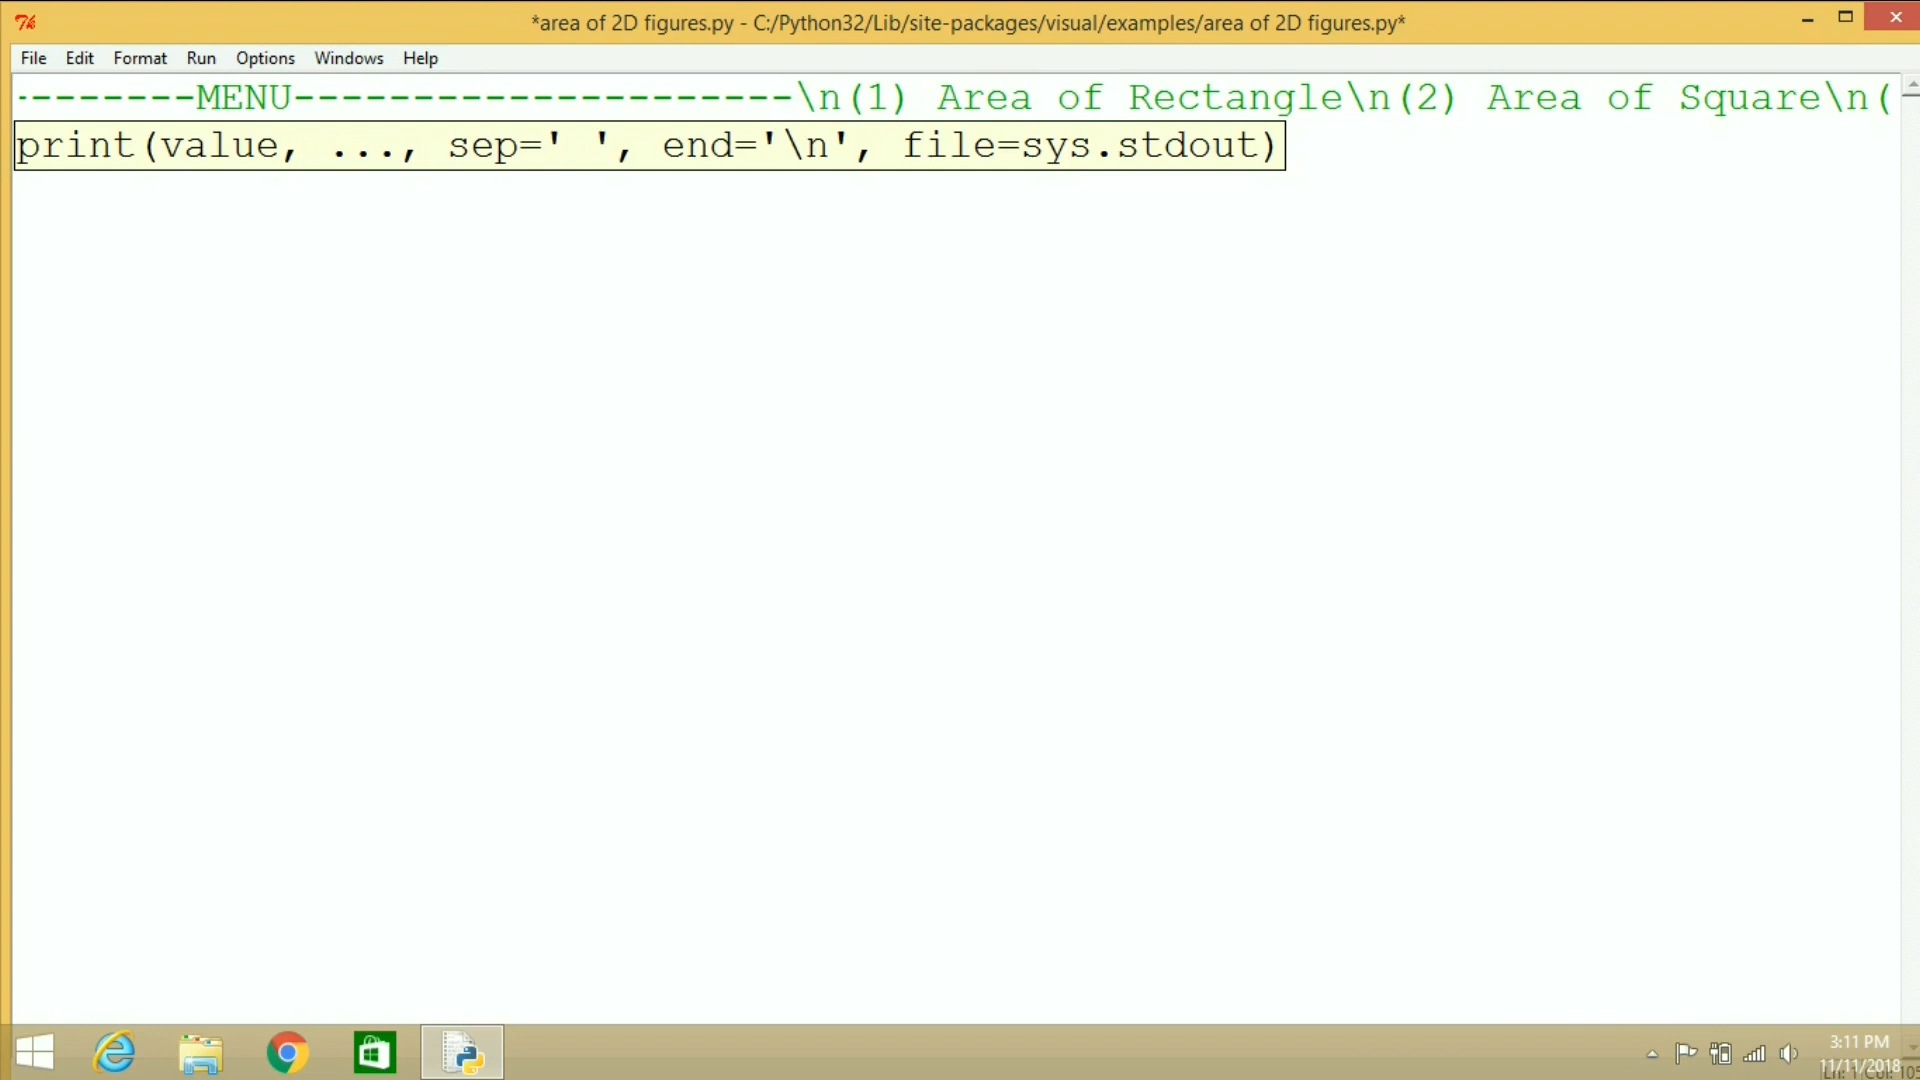 *area of 2D figures.py - C:/Python32/Lib/site-packages/visual/examples/area of 2D figures.py*
File Edit Format Run Options Windows Help
--------MENU---------------------\n(1) Area of Rectangle\n(2) Area of Square\n(
print(value, ..., sep=' ', end='\n', file=sys.stdout)
3:11 PM
11/11/2018